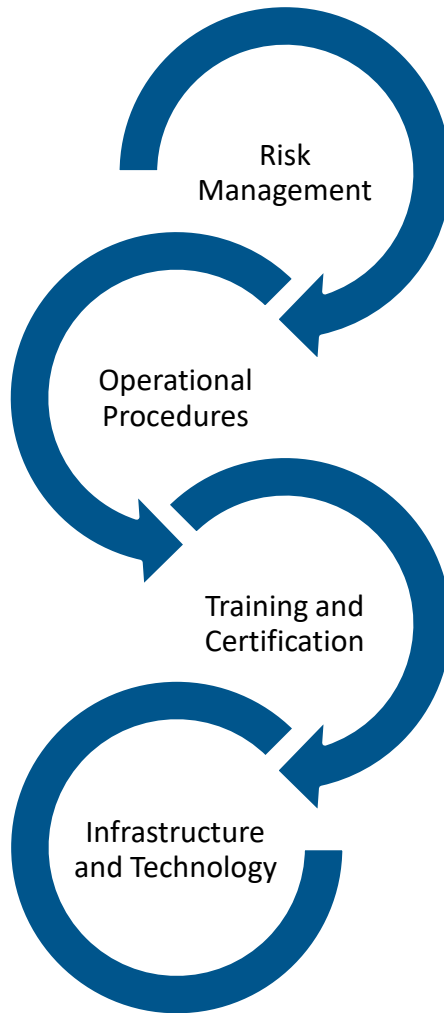 Risk
Management
Operational
Procedures
Training and
Certification
Infrastructure
and Technology